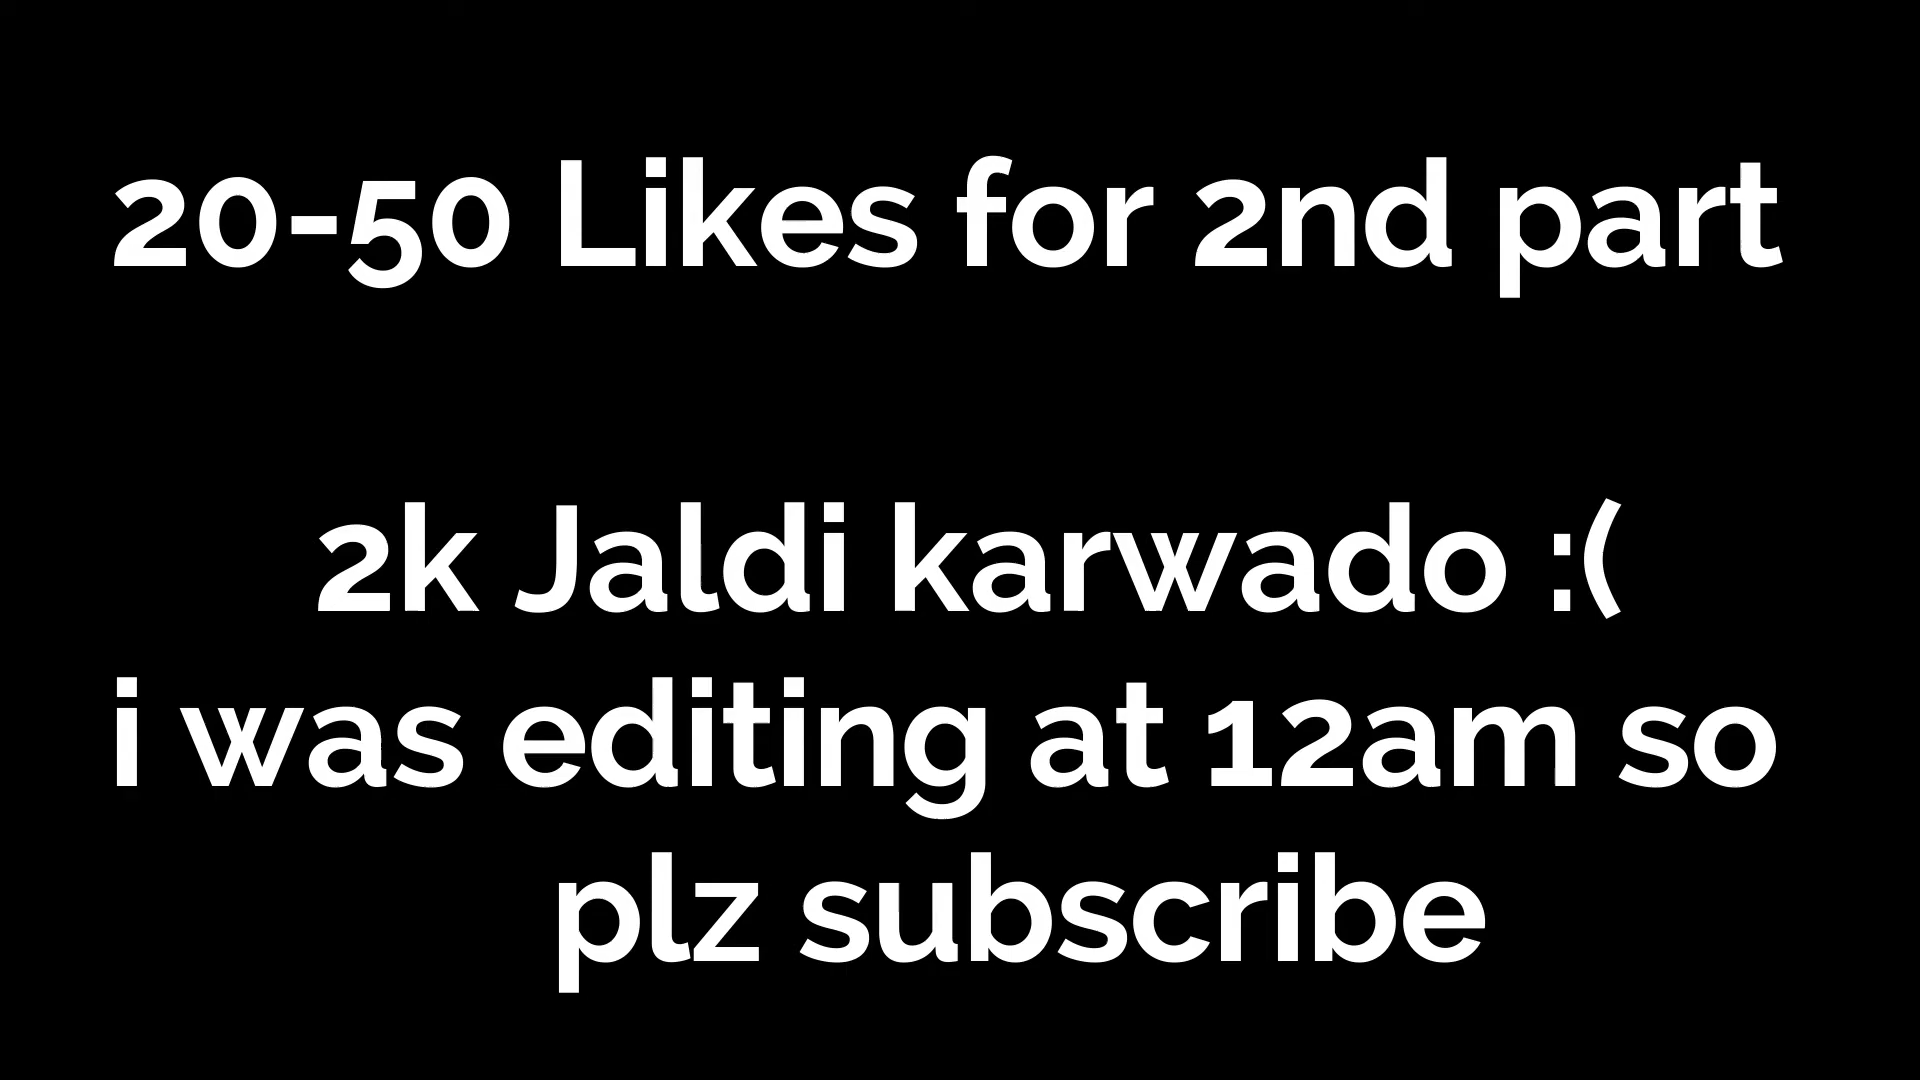 20-50 Likes for 2nd part
2k Jaldi karwado :(
i was editing at 12am so
plz subscribe